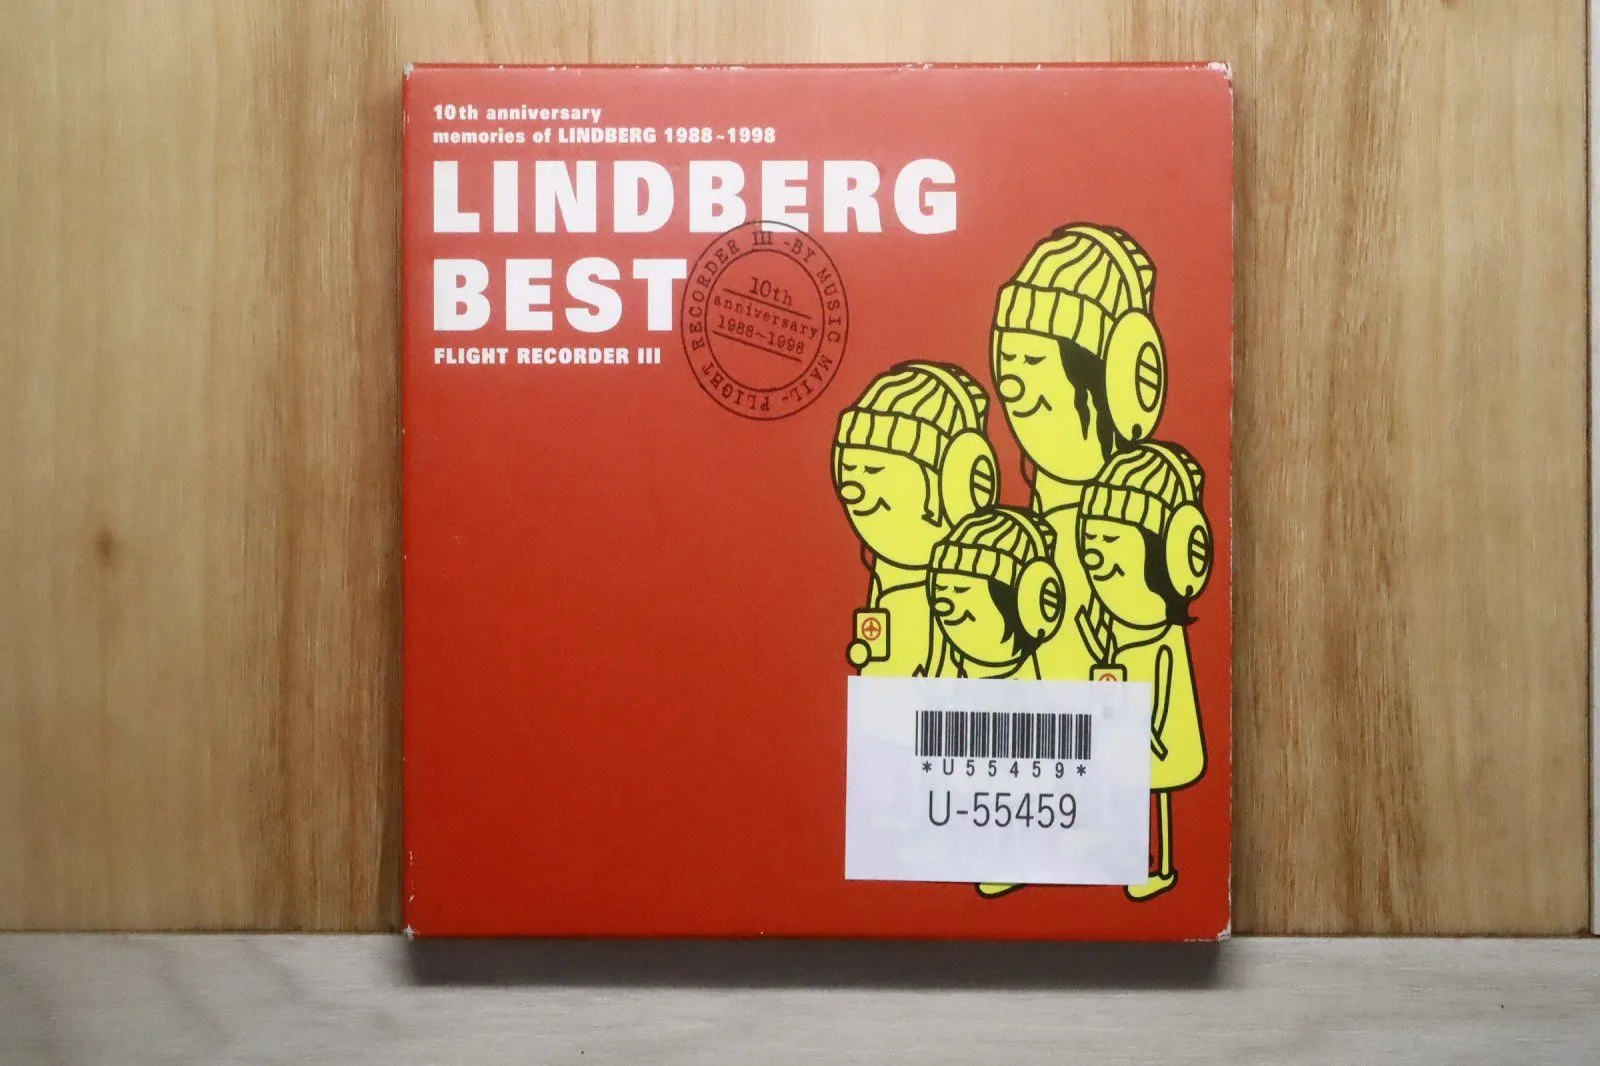 10th anniversary
memories of LINDBERG 1988~1998
LINDBERG
BEST
FLIGHT RECORDER III
FLIGHT RECORDER III -BY MUSIC MAIL-
10th
anniversary
1988~1998
*U55459*
U-55459